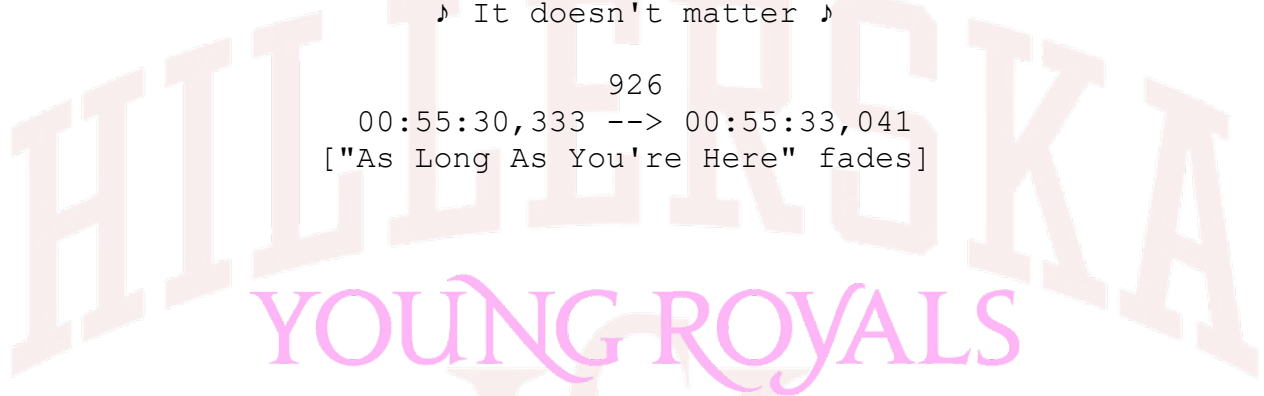 ♪ It doesn't matter ♪
926
00:55:30,333 --> 00:55:33,041
["As Long As You're Here" fades]
HILLERSKA
YOUNG ROYALS